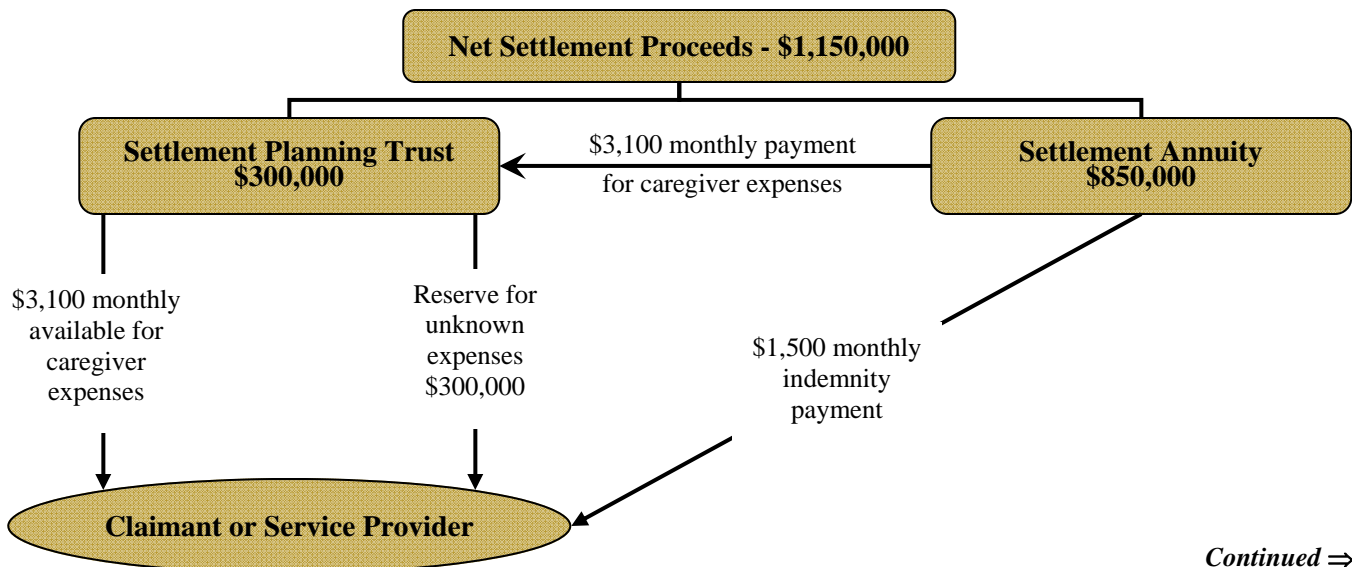 Net Settlement Proceeds - $1,150,000
Settlement Planning Trust
$300,000
$3,100 monthly payment
for caregiver expenses
Settlement Annuity
$850,000
$3,100 monthly
available for
caregiver
expenses
Reserve for
unknown
expenses
$300,000
$1,500 monthly
indemnity
payment
Claimant or Service Provider
Continued ⇒